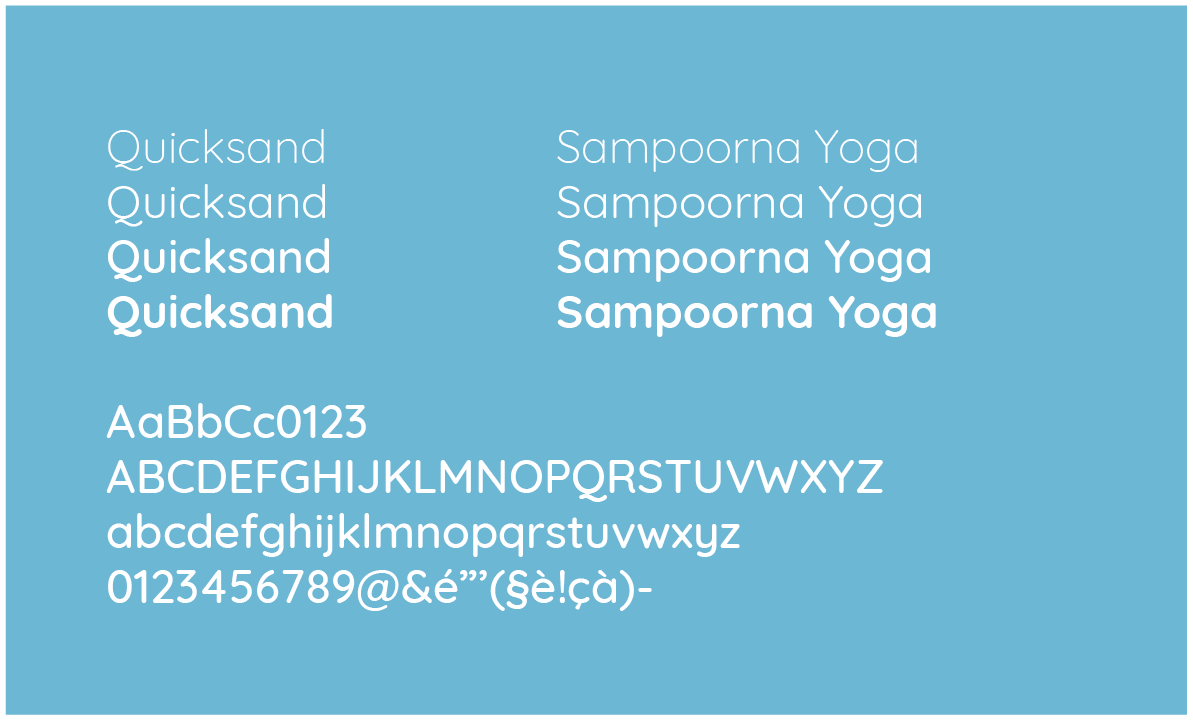 Quicksand Sampoorna Yoga
Quicksand Sampoorna Yoga
Quicksand Sampoorna Yoga
Quicksand Sampoorna Yoga
AaBbCc0123
ABCDEFGHIJKLMNOPQRSTUVWXYZ
abcdefghijklmnopqrstuvwxyz
0123456789@&é”’(§è!çà)-